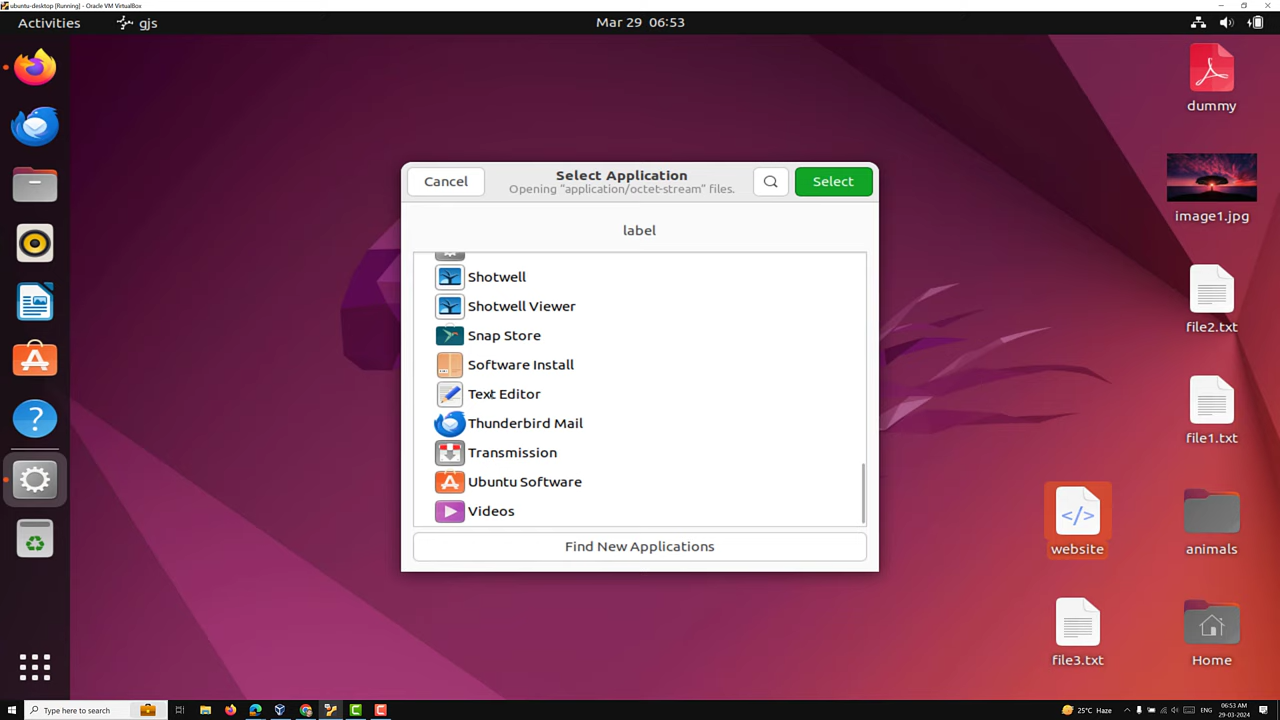 ubuntu-desktop [Running] - Oracle VM VirtualBox
Activities
gjs
Mar 29 06:53
dummy
image1.jpg
file2.txt
file1.txt
website
animals
file3.txt
Home
Cancel
Select Application
Opening "application/octet-stream" files.
Select
label
Shotwell
Shotwell Viewer
Snap Store
Software Install
Text Editor
Thunderbird Mail
Transmission
Ubuntu Software
Videos
Find New Applications
Type here to search
25°C Haze
ENG
06:53 AM
29-03-2024